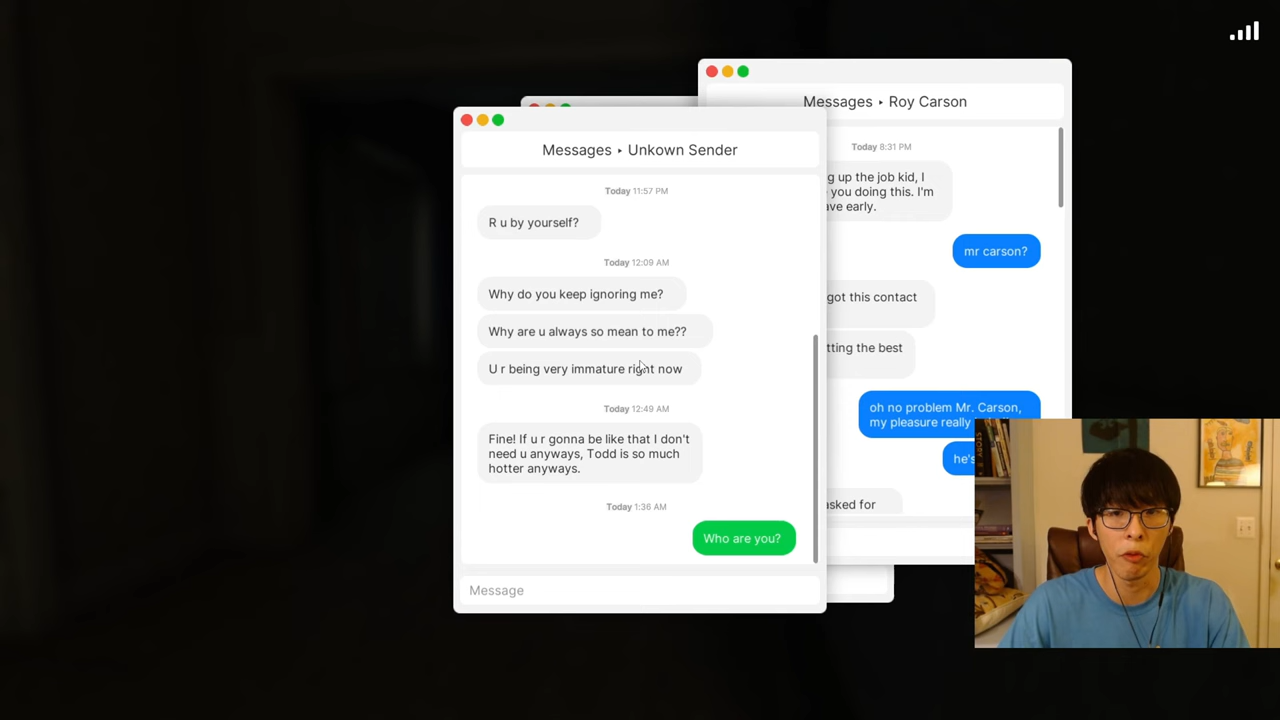 Messages ‣ Roy Carson
Messages ‣ Unkown Sender
Today 11:57 PM
R u by yourself?
Today 12:09 AM
Why do you keep ignoring me?
Why are u always so mean to me??
U r being very immature right now
Today 12:49 AM
Fine! If u r gonna be like that I don't
need u anyways, Todd is so much
hotter anyways.
Today 1:36 AM
Who are you?
Message
Today 8:31 PM
up the job kid, I
you doing this. I'm
early.
mr carson?
got this contact
the best
oh no problem Mr. Carson,
my pleasure really
asked for